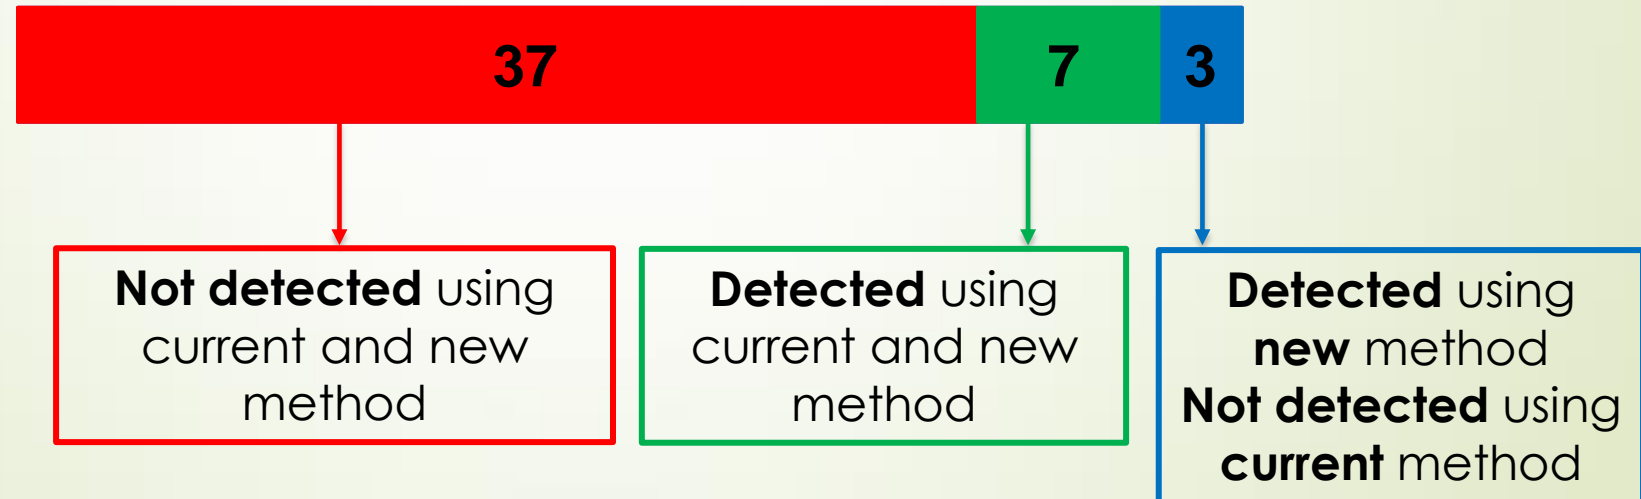 37 7 3
Not detected using
current and new
method
Detected using
current and new
method
Detected using
new method
Not detected using
current method